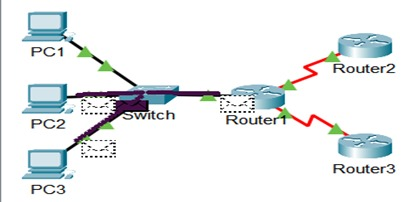 PC1
Router2
PC2
Switch
Router1
PC3
Router3